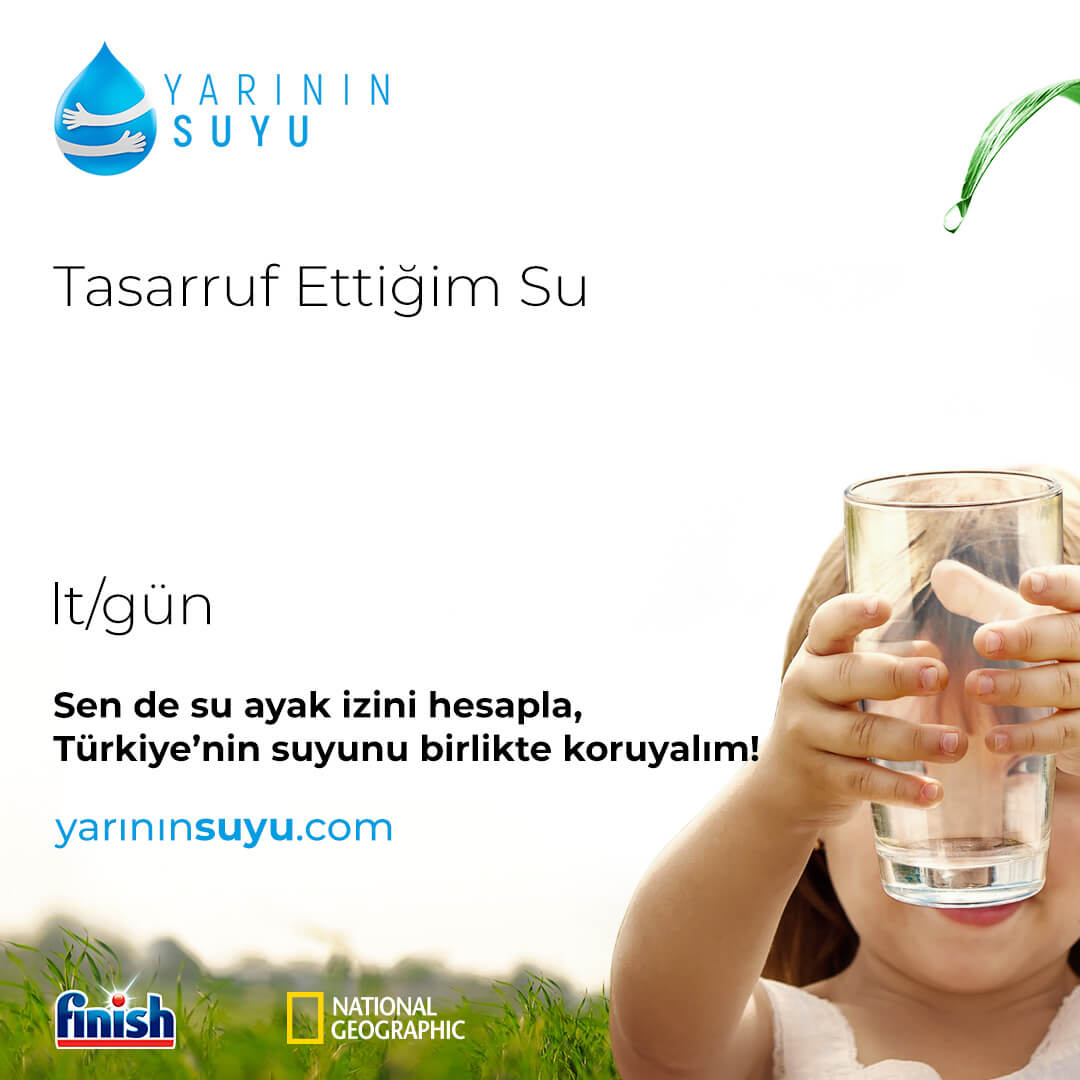 YARININ
SUYU
Tasarruf Ettiğim Su
lt/gün
Sen de su ayak izini hesapla,
Türkiye’nin suyunu birlikte koruyalım!
yarınınsuyu.com
finish
NATIONAL
GEOGRAPHIC